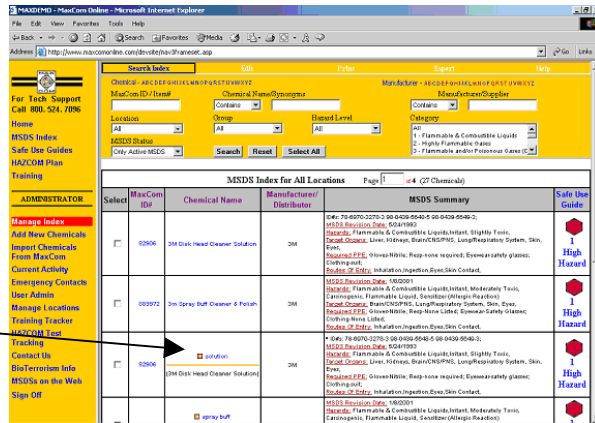 MAXDEMO - MaxCom Online - Microsoft Internet Explorer
File Edit View Favorites Tools Help
Back Search Favorites Media
Address http://www.maxcomonline.com/devsite/nav3frameset.asp Go Links
Search Index Edit Print Export Help
For Tech Support
Call 800. 524. 7096
Home
MSDS Index
Safe Use Guides
HAZCOM Plan
Training
ADMINISTRATOR
Manage Index
Add New Chemicals
Import Chemicals
From MaxCom
Current Activity
Emergency Contacts
User Admin
Manage Locations
Training Tracker
HAZCOM Test
Tracking
Contact Us
BioTerrorism Info
MSDSs on the Web
Sign Off
Chemical - A B C D E F G H I J K L M N O P Q R S T U V W X Y Z
Manufacturer - A B C D E F G H I J K L M N O P Q R S T U V W X Y Z
MaxCom ID / Item# Chemical Name/Synonyms Manufacturer/Supplier
Contains Contains
Location Group Hazard Level Category
All All All All
1 - Flammable & Combustible Liquids
2 - Highly Flammable Gases
3 - Flammable and/or Poisonous Gases
MSDS Status
Only Active MSDS Search Reset Select All
MSDS Index for All Locations Page 1 of 4 (27 Chemicals)
Select MaxCom ID# Chemical Name Manufacturer/ Distributor MSDS Summary Safe Use Guide
82906 3M Disk Head Cleaner Solution 3M
MSDS Revision Date: 5/24/1993
Hazards: Flammable & Combustible Liquid, Irritant, Slightly Toxic,
Target Organs: Liver, Kidneys, Brain/CNS/PNS, Lung/Respiratory System, Skin,
Eyes,
Required PPE: Gloves-Nitrile; Resp-none required; Eyewear-safety glasses;
Clothing-suit;
Routes Of Entry: Inhalation, Ingestion, Eyes, Skin Contact,
1
High
Hazard
3m Spray Buff Cleaner & Polish 3M
MSDS Revision Date: 1/8/2001
Hazards: Flammable & Combustible Liquid, Irritant, Moderately Toxic,
Carcinogenic, Flammable Liquid, Sensitizer (Allergic Reaction)
Target Organs: Brain/CNS/PNS, Lung/Respiratory System, Skin, Eyes,
Required PPE: Gloves-Nitrile; Resp-None Listed; Eyewear-Safety Glasses;
Clothing-None Listed;
Routes Of Entry: Inhalation, Ingestion, Eyes, Skin Contact,
1
High
Hazard
82906 solution 3M
(3M Disk Head Cleaner Solution)
MSDS Revision Date: 5/24/1993
Hazards: Flammable & Combustible Liquid, Irritant, Slightly Toxic,
Target Organs: Liver, Kidneys, Brain/CNS/PNS, Lung/Respiratory System, Skin,
Eyes,
Required PPE: Gloves-Nitrile; Resp-none required; Eyewear-safety glasses;
Clothing-suit;
Routes Of Entry: Inhalation, Ingestion, Eyes, Skin Contact,
1
High
Hazard
spray buff
MSDS Revision Date: 1/8/2001
Hazards: Flammable & Combustible Liquid, Irritant, Moderately Toxic,
Carcinogenic, Flammable Liquid, Sensitizer (Allergic Reaction)
1